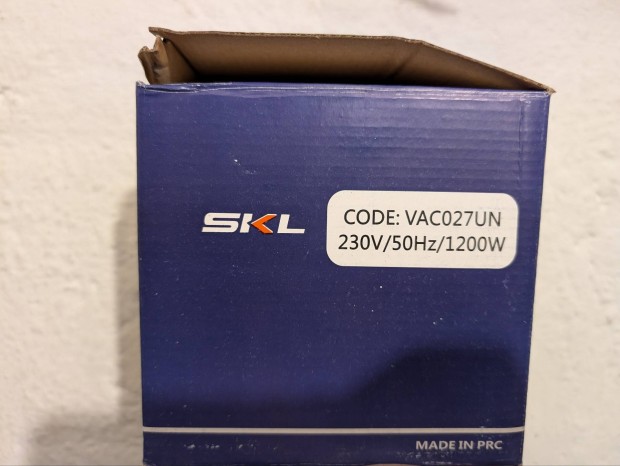 SKL
CODE: VAC027UN
230V/50Hz/1200W
MADE IN PRC